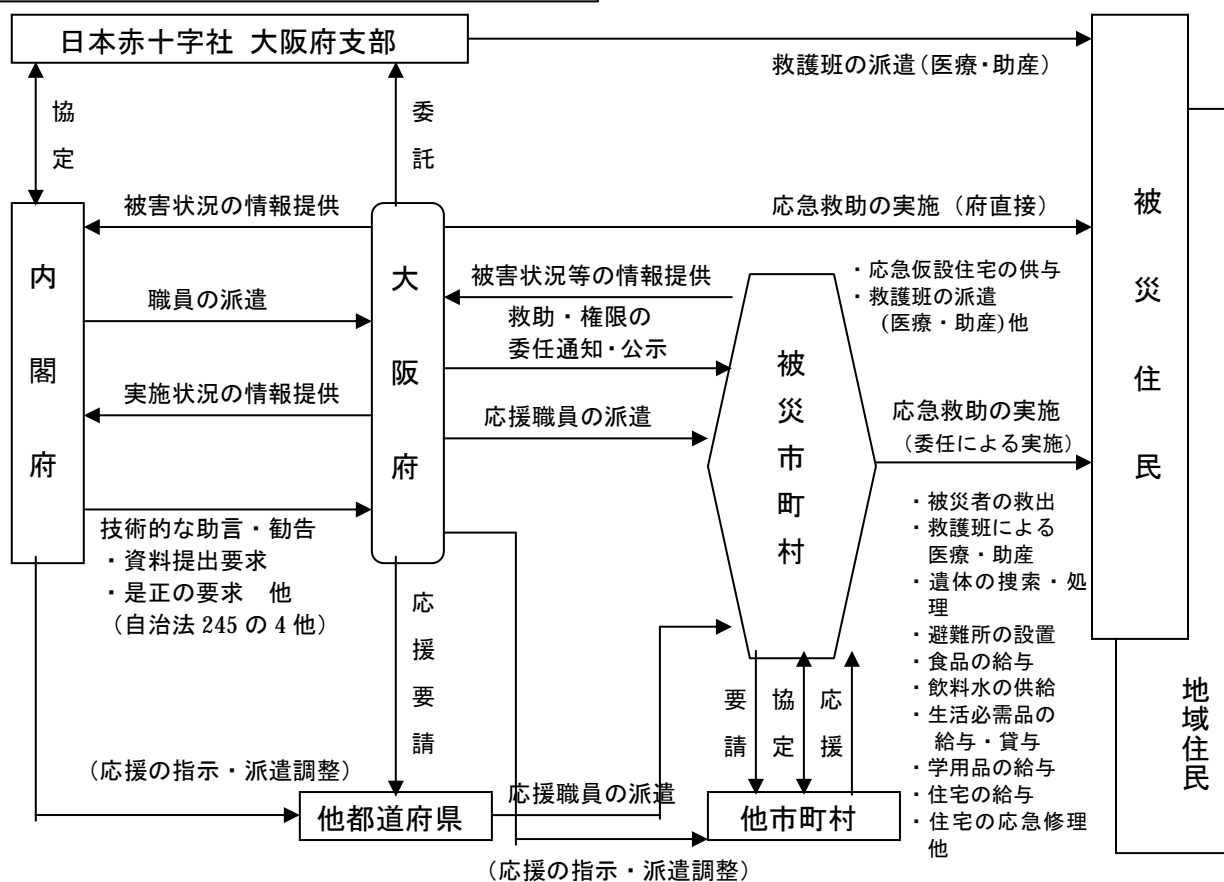 日本赤十字社 大阪府支部
救護班の派遣(医療・助産)
協定
委託
被害状況の情報提供
応急救助の実施（府直接）
被災住民
内閣府
大阪府
職員の派遣
被害状況等の情報提供
・応急仮設住宅の供与
・救護班の派遣
(医療・助産)他
救助・権限の
委任通知・公示
被災市町村
実施状況の情報提供
応援職員の派遣
応急救助の実施
（委任による実施）
技術的な助言・勧告
・資料提出要求
・是正の要求 他
（自治法 245 の 4 他）
・被災者の救出
・救護班による
医療・助産
・遺体の捜索・処
理
・避難所の設置
・食品の給与
・飲料水の供給
・生活必需品の
給与・貸与
・学用品の給与
・住宅の給与
・住宅の応急修理
他
応援要請
要請
協定
応援
地域住民
（応援の指示・派遣調整）
他都道府県
応援職員の派遣
他市町村
（応援の指示・派遣調整）